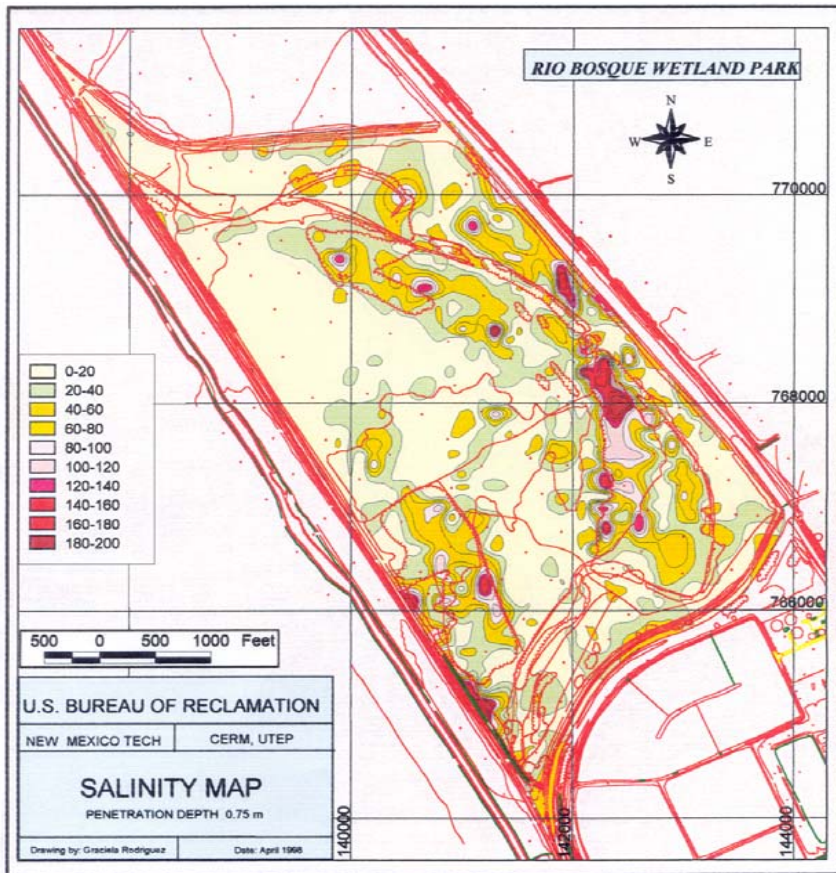 RIO BOSQUE WETLAND PARK
N
W E
S
770000
768000
766000
0-20
20-40
40-60
60-80
80-100
100-120
120-140
140-160
160-180
180-200
500 0 500 1000 Feet
U.S. BUREAU OF RECLAMATION
NEW MEXICO TECH CERM, UTEP
SALINITY MAP
PENETRATION DEPTH 0.75 m
Drawing by: Graciela Rodriguez Date: April 1998
140000
142000
144000